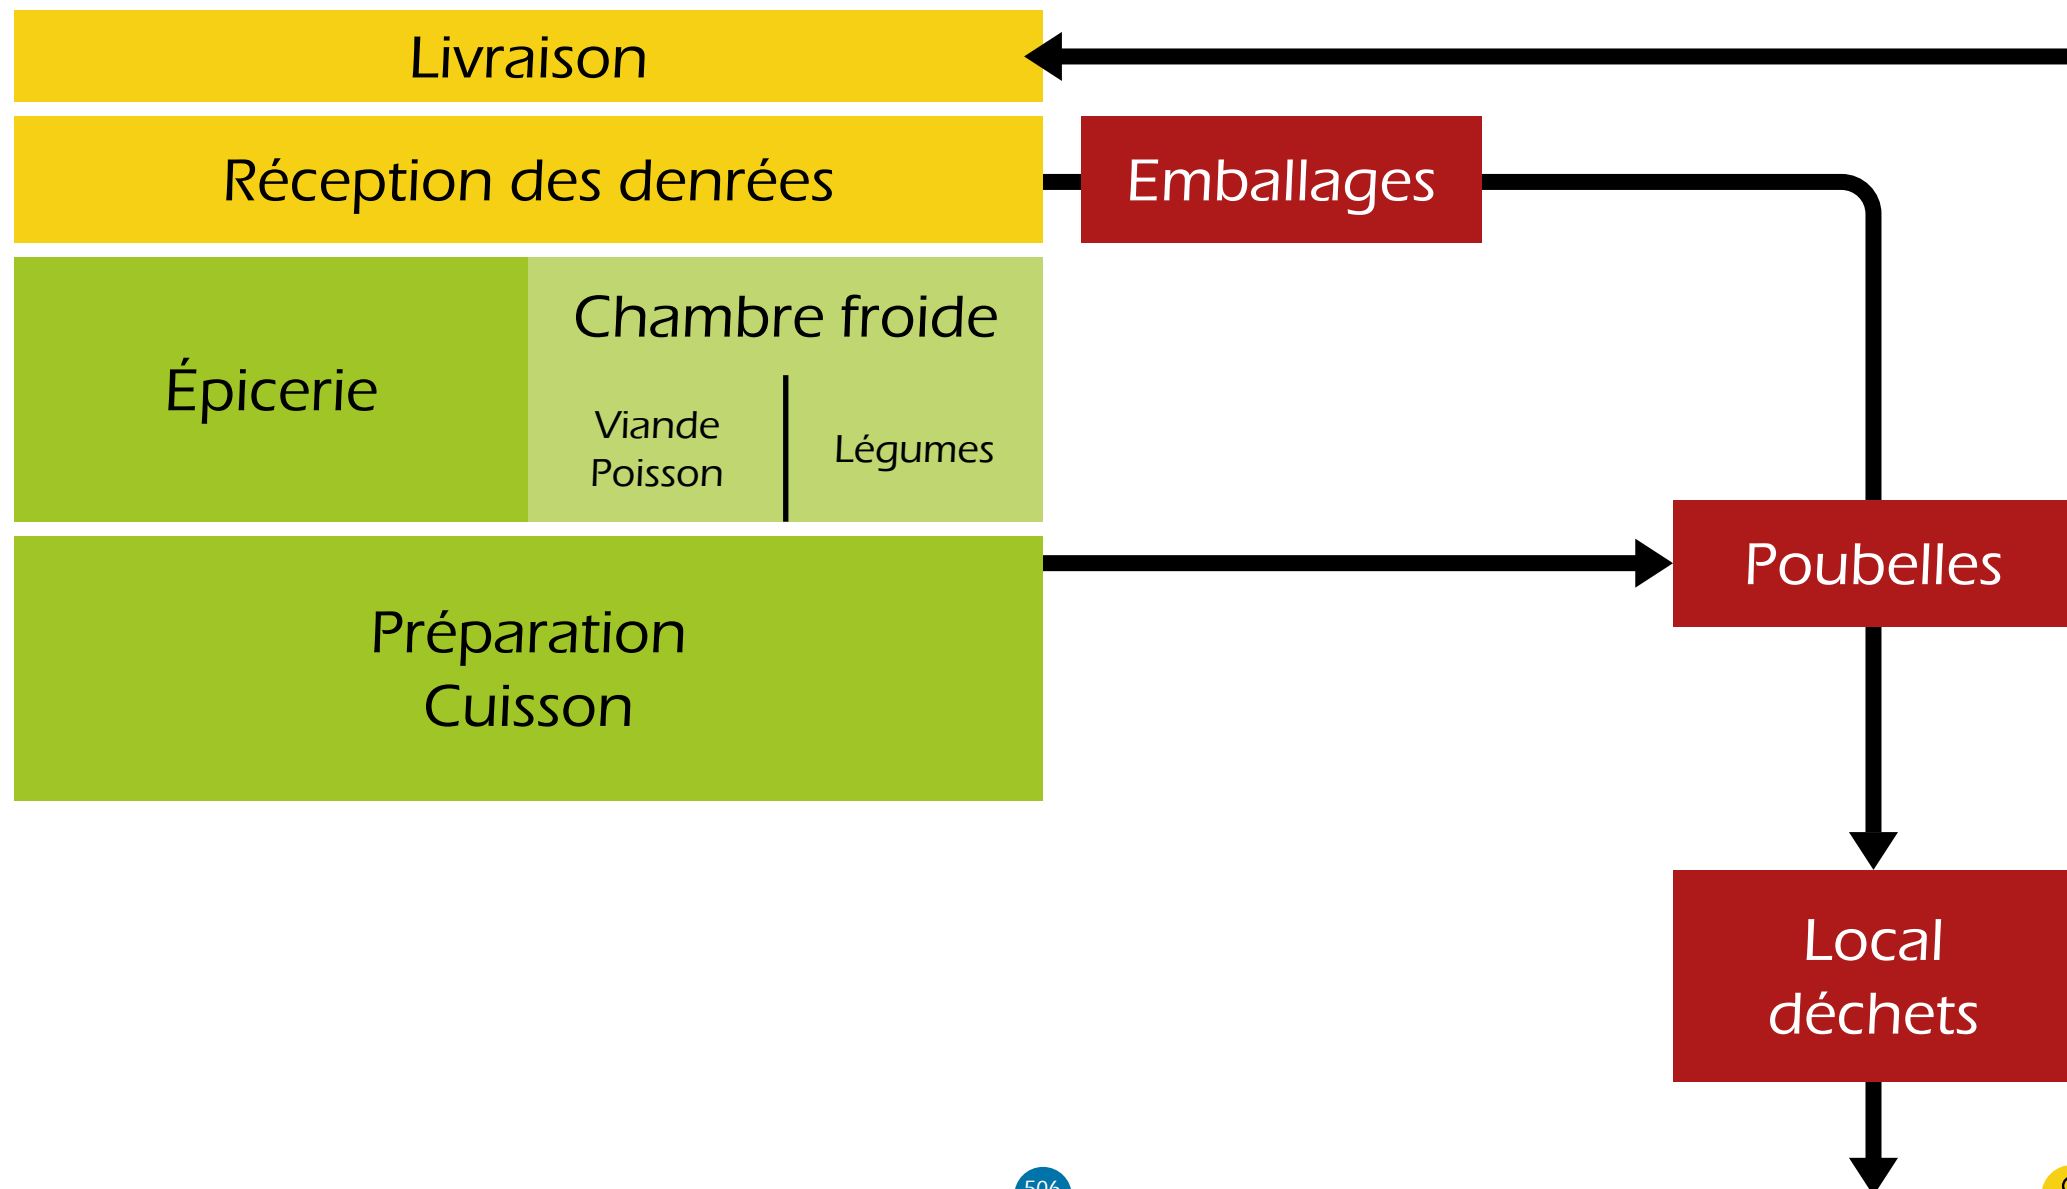 Livraison
Réception des denrées
Emballages
Épicerie
Chambre froide
Viande
Poisson
Légumes
Poubelles
Préparation
Cuisson
Local
déchets